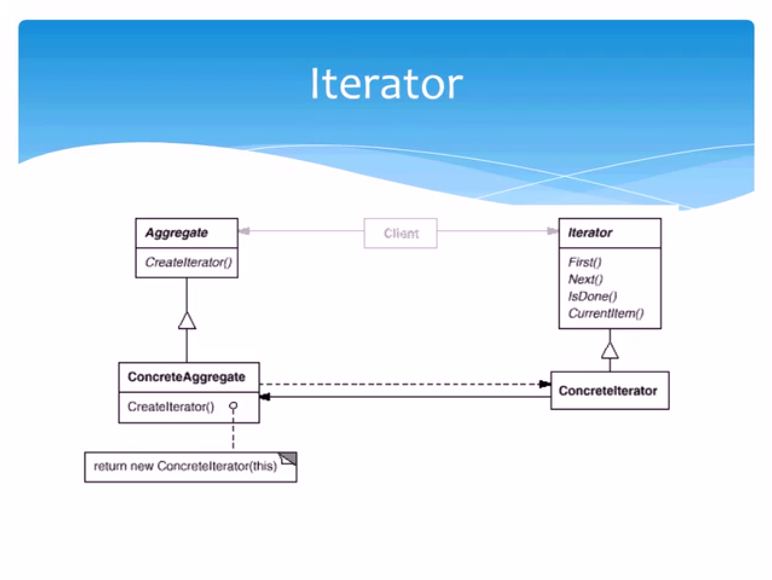 Iterator
Aggregate
CreateIterator()
Client
Iterator
First()
Next()
IsDone()
CurrentItem()
ConcreteAggregate
CreateIterator()
ConcreteIterator
return new ConcreteIterator(this)